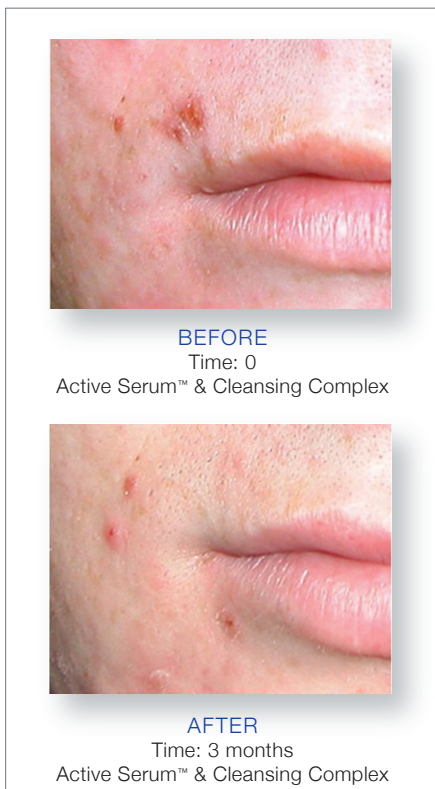 BEFORE
Time: 0
Active Serum™ & Cleansing Complex
AFTER
Time: 3 months
Active Serum™ & Cleansing Complex